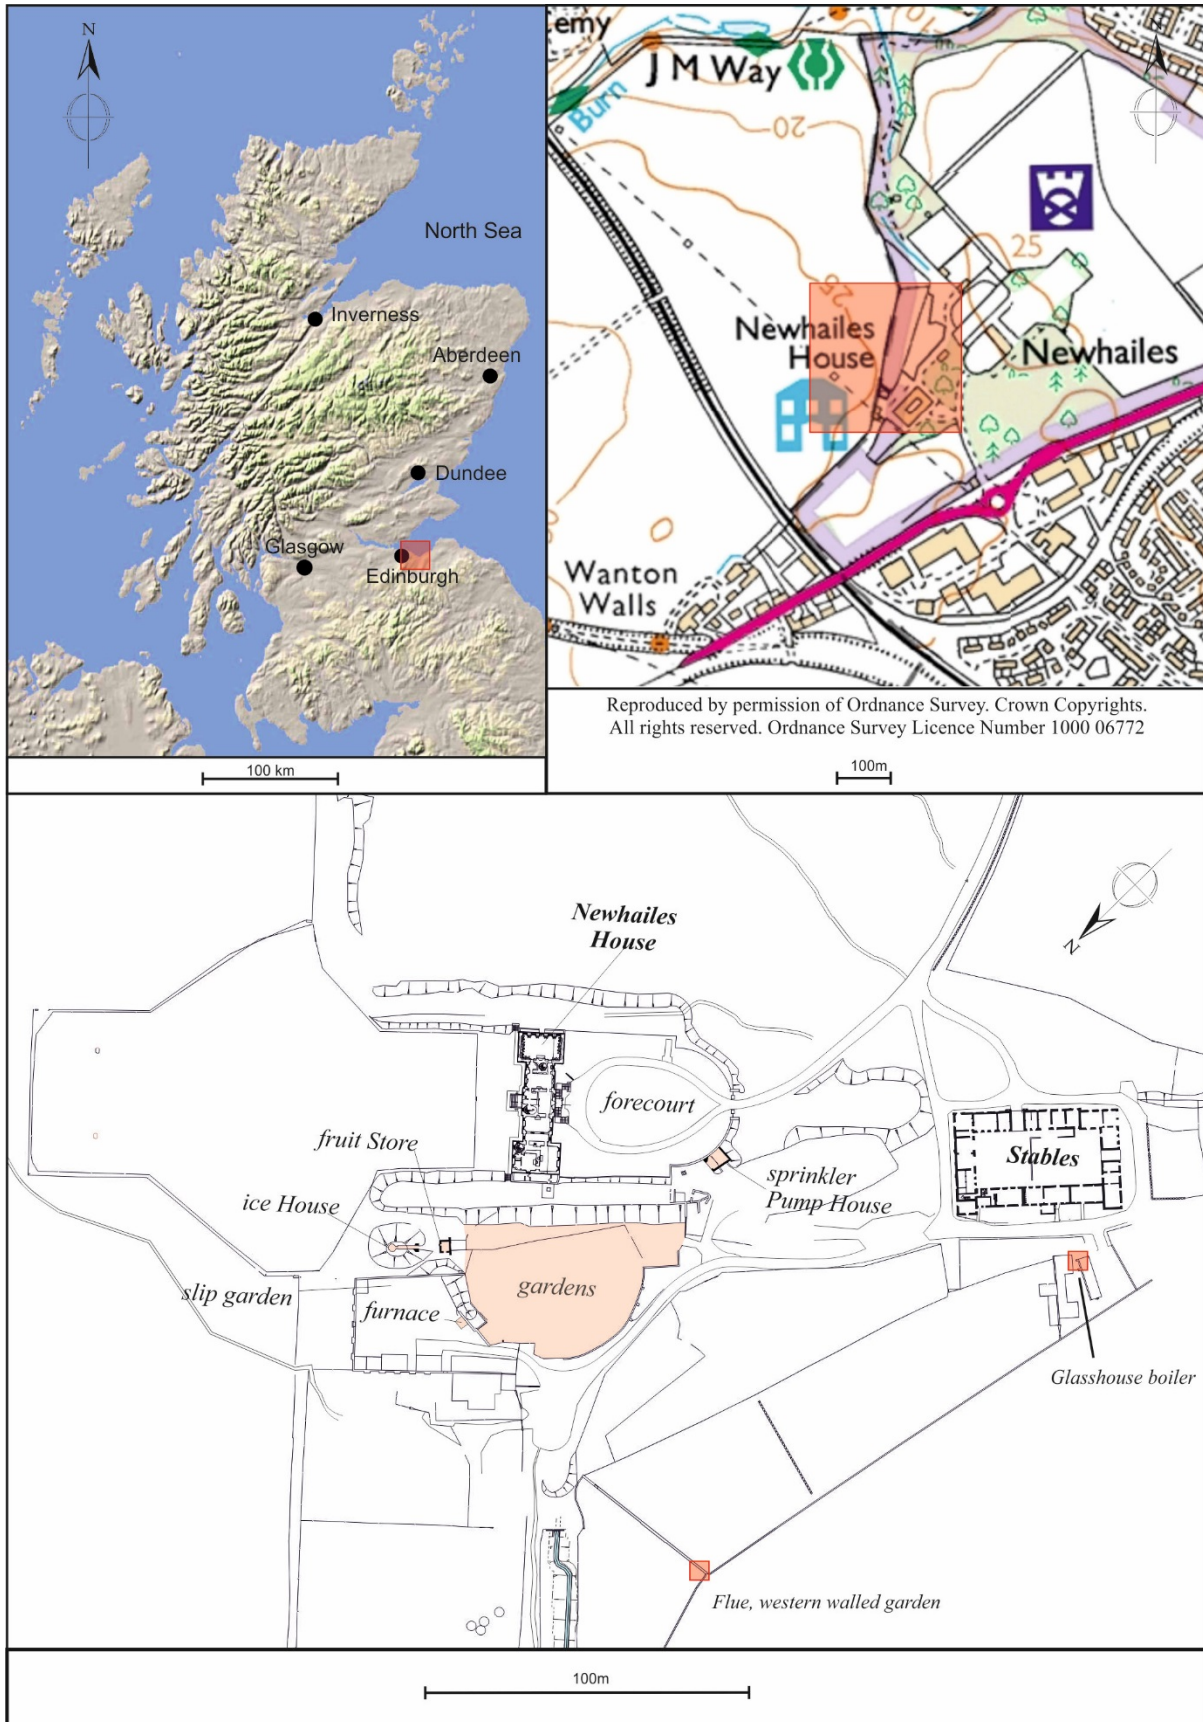 N
North Sea
Inverness
Aberdeen
Dundee
Glasgow
Edinburgh
100 km
emy
J M Way
Burn
20
10
N
25
25
Newhailes
House
Newhailes
Wanton
Walls
Reproduced by permission of Ordnance Survey. Crown Copyrights.
All rights reserved. Ordnance Survey Licence Number 1000 06772
100m
Newhailes
House
N
forecourt
fruit Store
sprinkler
Pump House
Stables
ice House
slip garden
gardens
furnace
Glasshouse boiler
Flue, western walled garden
100m